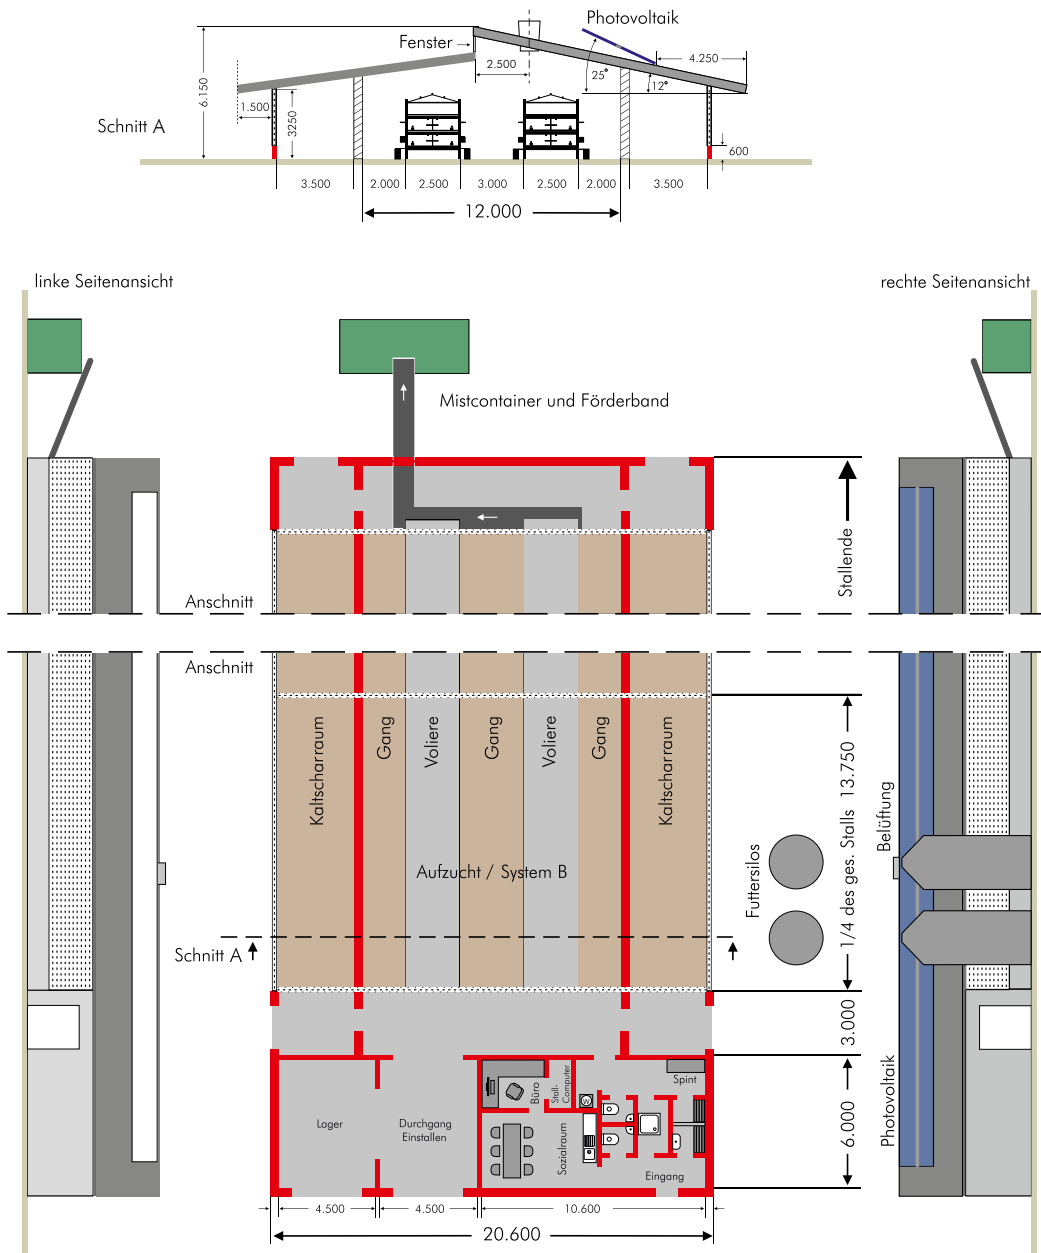 Photovoltaik
Fenster
4.250
2.500
6.150
25°
12°
1.500
3250
Schnitt A
600
3.500
2.000
2.500
3.000
2.500
2.000
3.500
12.000
linke Seitenansicht
rechte Seitenansicht
Mistcontainer und Förderband
Stallende
Anschnitt
Anschnitt
Kaltscharraum
Gang
Voliere
Gang
Voliere
Gang
Kaltscharraum
1/4 des ges. Stalls 13.750
Belüftung
Futtersilos
Aufzucht / System B
Schnitt A
3.000
Photovoltaik
6.000
Spint
Büro
Stall-
Computer
W
Lager
Durchgang
Einstallen
Sozialraum
Eingang
4.500
4.500
10.600
20.600